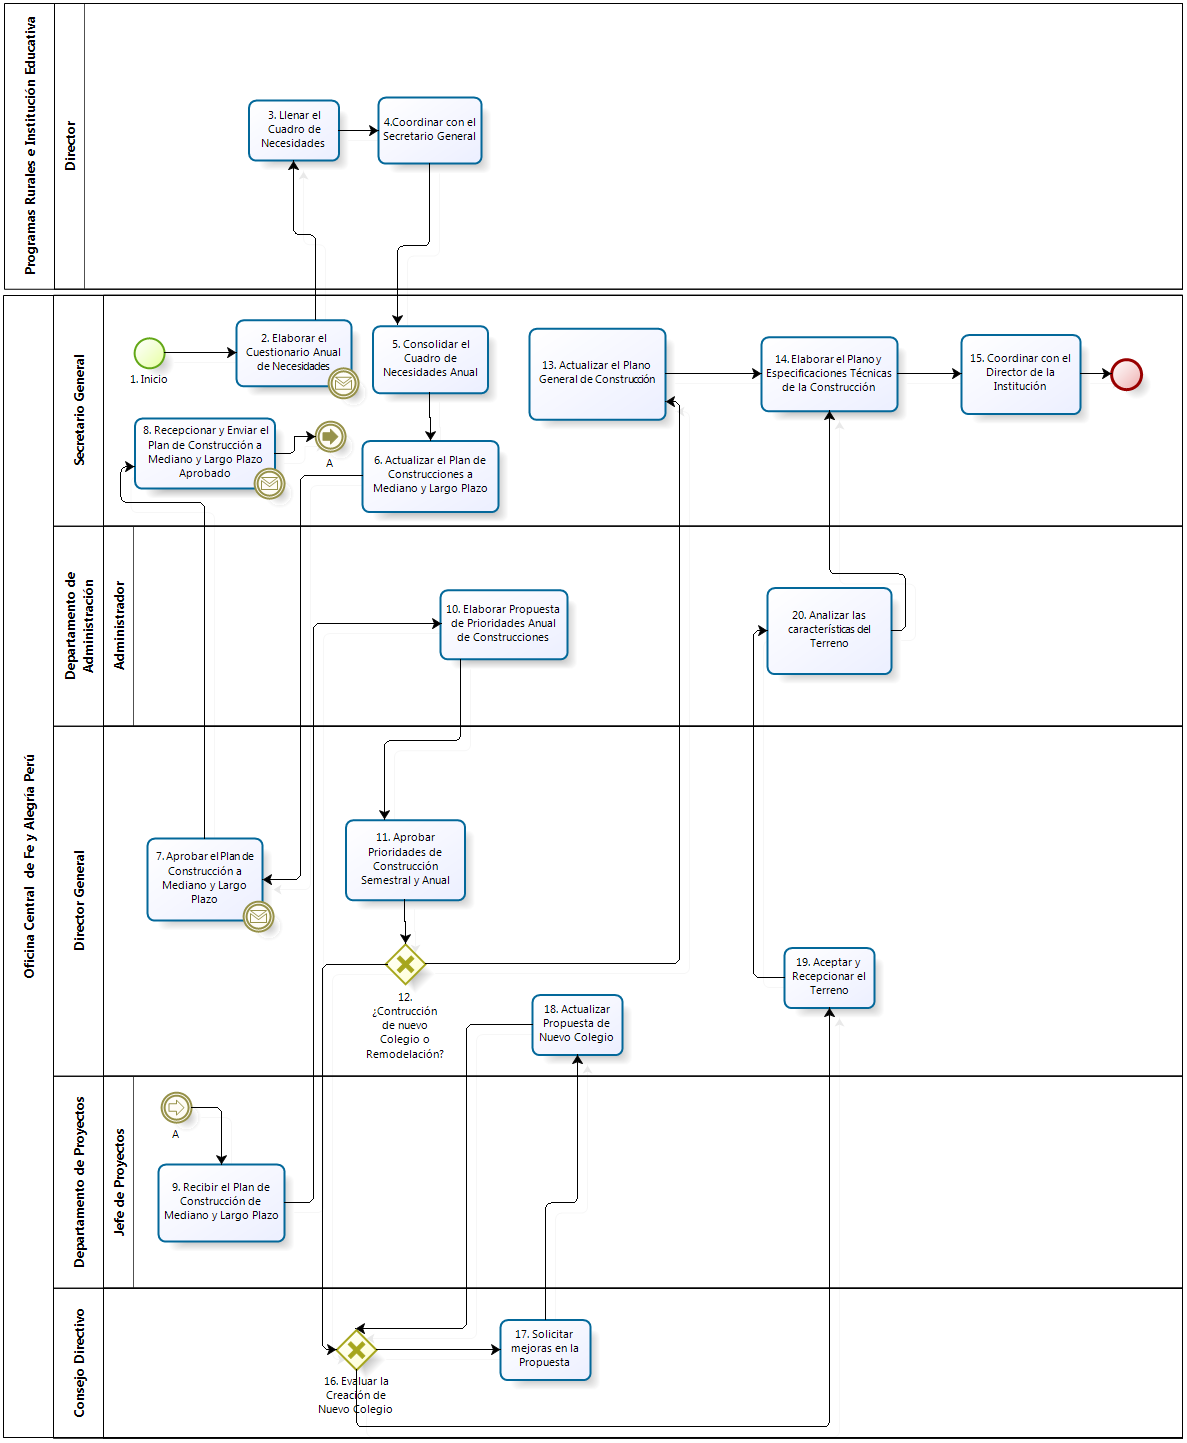 Programas Rurales e Institución Educativa
Director
3. Llenar el
Cuadro de
Necesidades
4.Coordinar con el
Secretario General
Oficina Central de Fe y Alegría Perú
Secretario General
1. Inicio
2. Elaborar el
Cuestionario Anual
de Necesidades
5. Consolidar el
Cuadro de
Necesidades Anual
13. Actualizar el Plano
General de Construcción
14. Elaborar el Plano y
Especificaciones Técnicas
de la Construcción
15. Coordinar con el
Director de la
Institución
8. Recepcionar y Enviar el
Plan de Construcción a
Mediano y Largo Plazo
Aprobado
A
6. Actualizar el Plan de
Construcciones a
Mediano y Largo Plazo
Departamento de
Administración
Administrador
10. Elaborar Propuesta
de Prioridades Anual
de Construcciones
20. Analizar las
características del
Terreno
Director General
7. Aprobar el Plan de
Construcción a
Mediano y Largo
Plazo
11. Aprobar
Prioridades de
Construcción
Semestral y Anual
12.
¿Contrucción
de nuevo
Colegio o
Remodelación?
18. Actualizar
Propuesta de
Nuevo Colegio
19. Aceptar y
Recepcionar el
Terreno
Departamento de Proyectos
Jefe de Proyectos
A
9. Recibir el Plan de
Construcción de
Mediano y Largo Plazo
Consejo Directivo
16. Evaluar la
Creación de
Nuevo Colegio
17. Solicitar
mejoras en la
Propuesta